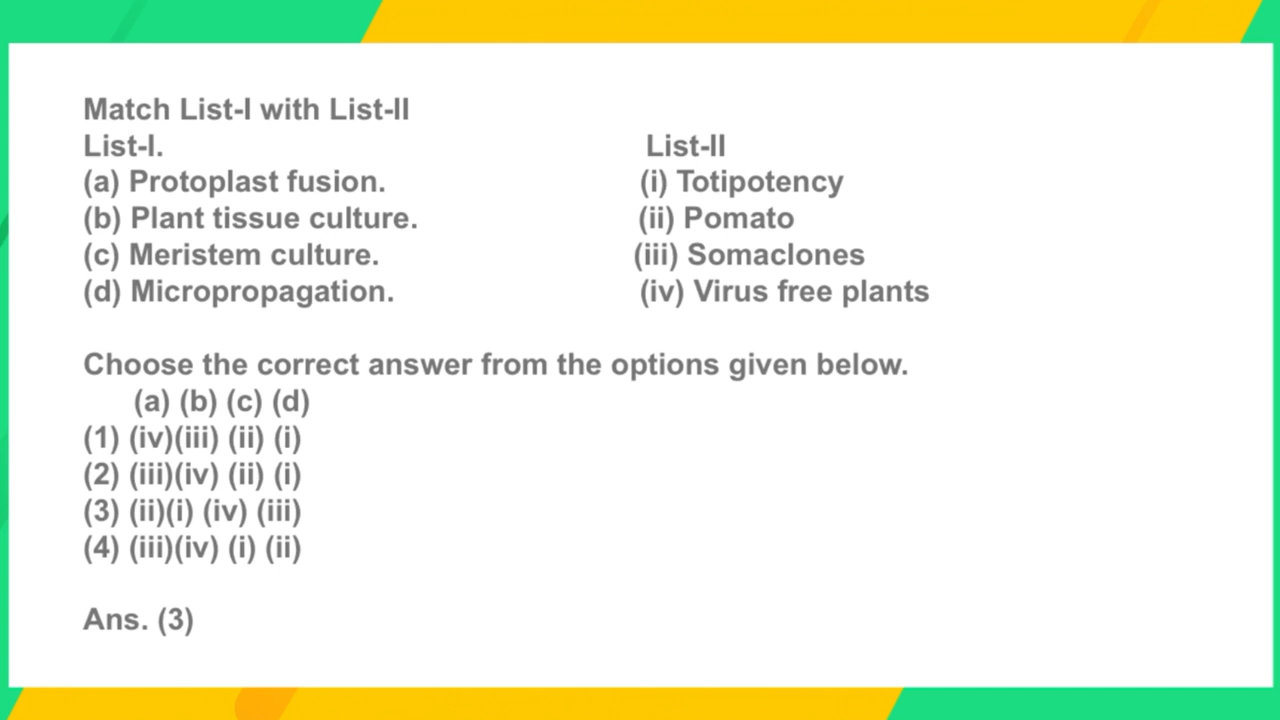 Match List-I with List-II
List-I. List-II
(a) Protoplast fusion. (i) Totipotency
(b) Plant tissue culture. (ii) Pomato
(c) Meristem culture. (iii) Somaclones
(d) Micropropagation. (iv) Virus free plants
Choose the correct answer from the options given below.
(a) (b) (c) (d)
(1) (iv)(iii) (ii) (i)
(2) (iii)(iv) (ii) (i)
(3) (ii)(i) (iv) (iii)
(4) (iii)(iv) (i) (ii)
Ans. (3)